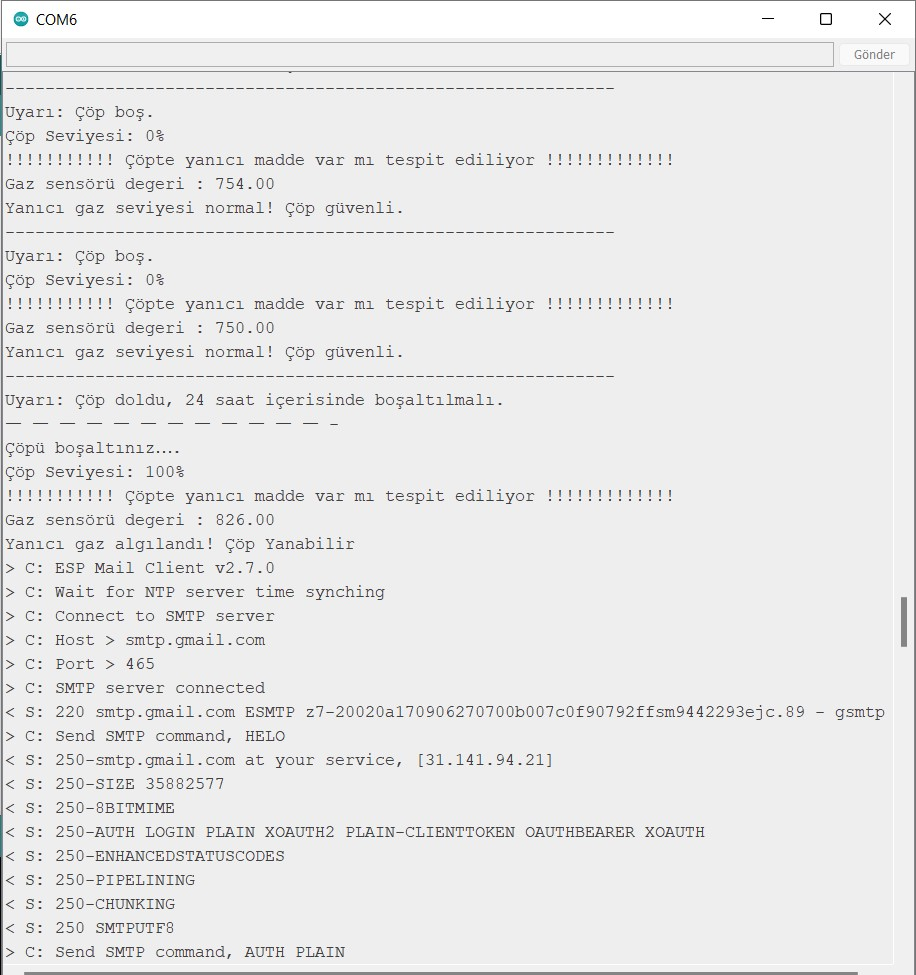 COM6
Gönder
-------------------------------------------------------------
Uyarı: Çöp boş.
Çöp Seviyesi: 0%
!!!!!!!!!!! Çöpte yanıcı madde var mı tespit ediliyor !!!!!!!!!!!!!
Gaz sensörü degeri : 754.00
Yanıcı gaz seviyesi normal! Çöp güvenli.
-------------------------------------------------------------
Uyarı: Çöp boş.
Çöp Seviyesi: 0%
!!!!!!!!!!! Çöpte yanıcı madde var mı tespit ediliyor !!!!!!!!!!!!!
Gaz sensörü degeri : 750.00
Yanıcı gaz seviyesi normal! Çöp güvenli.
-------------------------------------------------------------
Uyarı: Çöp doldu, 24 saat içerisinde boşaltılmalı.
— — — — — — — — — — — — -
Çöpü boşaltınız….
Çöp Seviyesi: 100%
!!!!!!!!!!! Çöpte yanıcı madde var mı tespit ediliyor !!!!!!!!!!!!!
Gaz sensörü degeri : 826.00
Yanıcı gaz algılandı! Çöp Yanabilir
> C: ESP Mail Client v2.7.0
> C: Wait for NTP server time synching
> C: Connect to SMTP server
> C: Host > smtp.gmail.com
> C: Port > 465
> C: SMTP server connected
< S: 220 smtp.gmail.com ESMTP z7-20020a170906270700b007c0f90792ffsm9442293ejc.89 - gsmtp
> C: Send SMTP command, HELO
< S: 250-smtp.gmail.com at your service, [31.141.94.21]
< S: 250-SIZE 35882577
< S: 250-8BITMIME
< S: 250-AUTH LOGIN PLAIN XOAUTH2 PLAIN-CLIENTTOKEN OAUTHBEARER XOAUTH
< S: 250-ENHANCEDSTATUSCODES
< S: 250-PIPELINING
< S: 250-CHUNKING
< S: 250 SMTPUTF8
> C: Send SMTP command, AUTH PLAIN